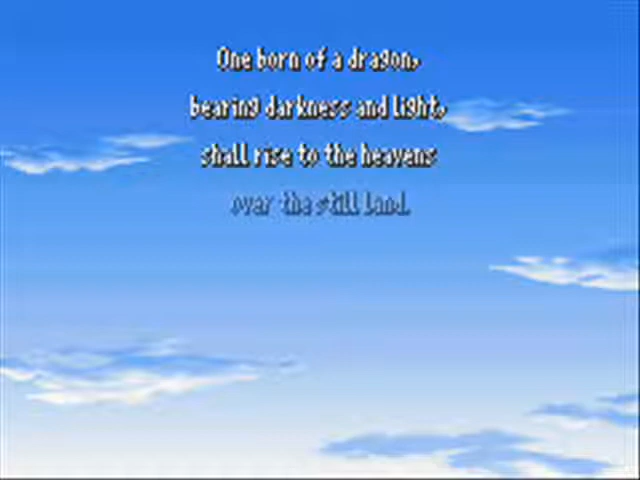 One born of a dragon,
bearing darkness and light,
shall rise to the heavens
over the still land.